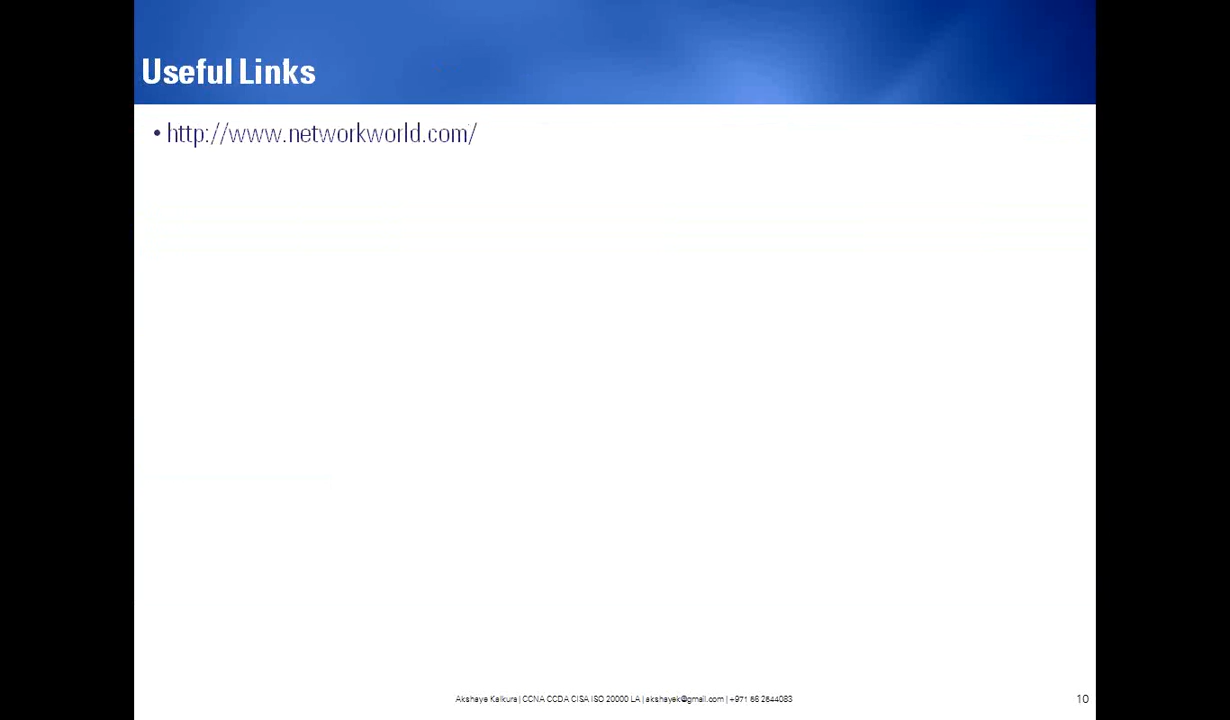 Useful Links
• http://www.networkworld.com/
Akshaye Kalkura | CCNA CCDA CISA ISO 20000 LA | akshayek@gmail.com |
10